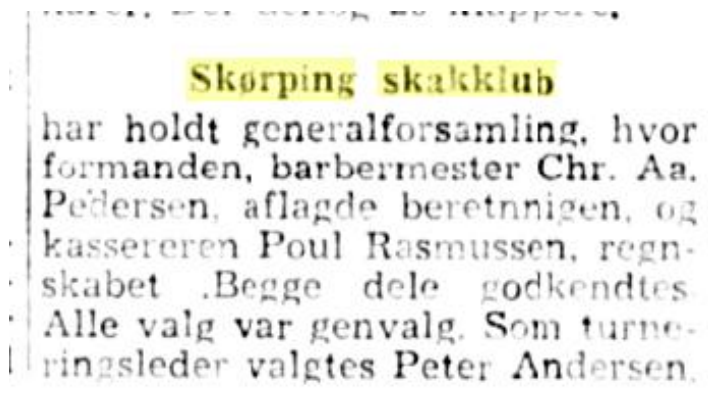 Skørping skakklub
har holdt generalforsamling, hvor
formanden, barbermester Chr. Aa.
Pedersen, aflagde beretnnigen, og
kassereren Poul Rasmussen, regn-
skabet .Begge dele godkendtes
Alle valg var genvalg. Som turne-
ringsleder valgtes Peter Andersen.